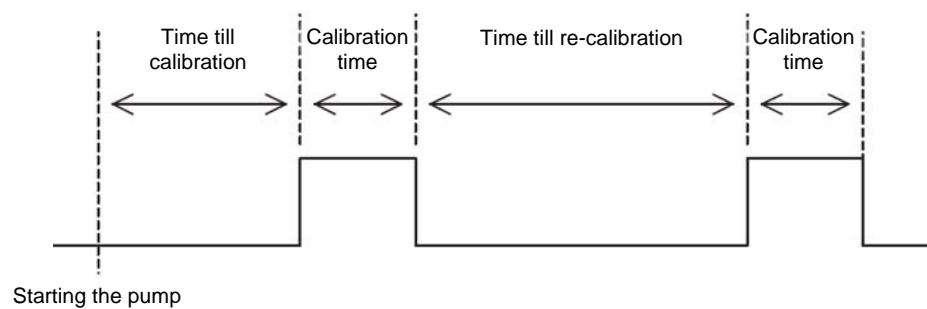 Time till
calibration
Calibration
time
Time till re-calibration
Calibration
time
Starting the pump